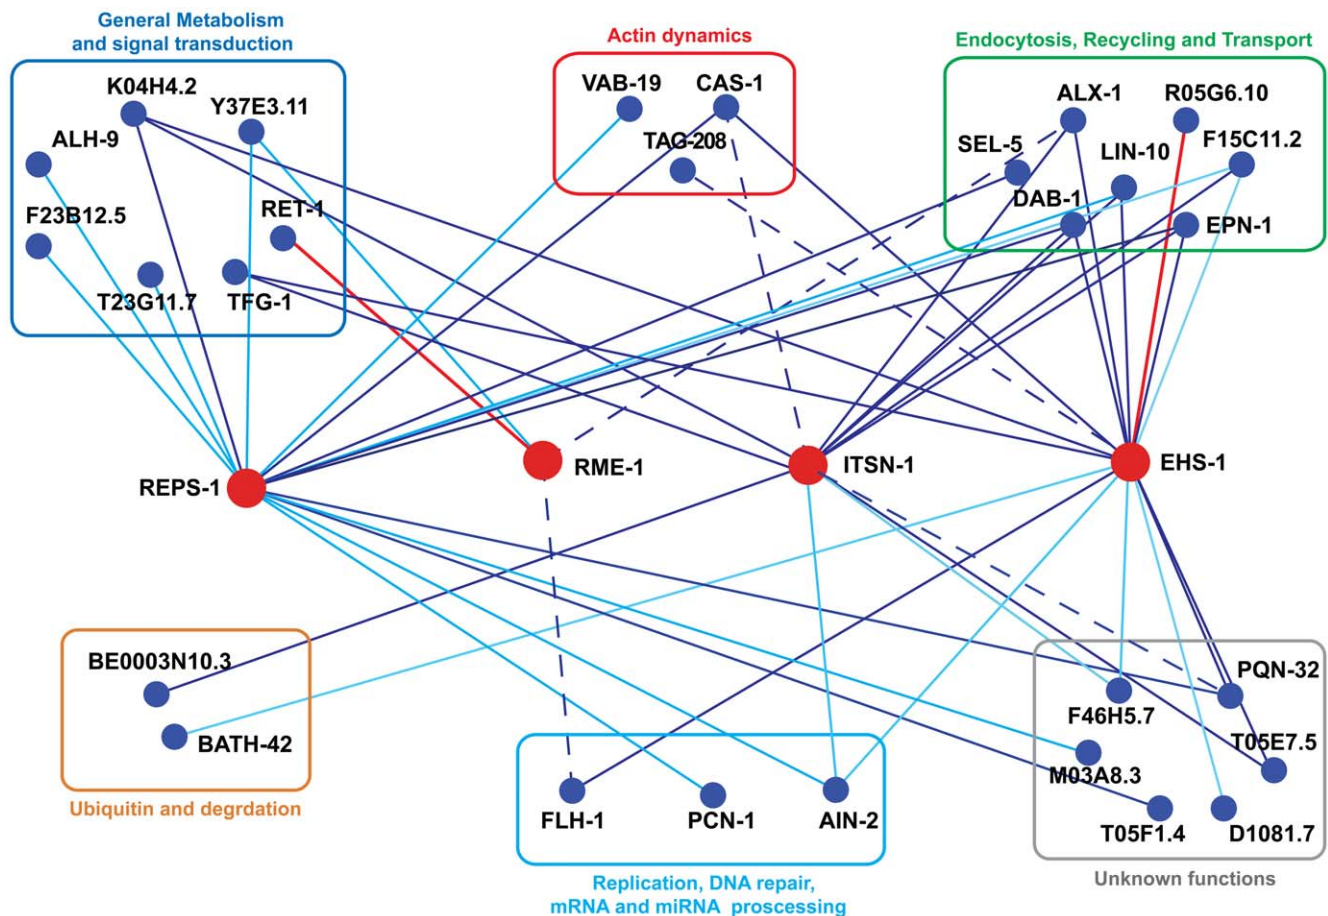 General Metabolism
and signal transduction
K04H4.2
Y37E3.11
ALH-9
F23B12.5
RET-1
T23G11.7
TFG-1
Actin dynamics
VAB-19
CAS-1
TAG-208
Endocytosis, Recycling and Transport
ALX-1
R05G6.10
SEL-5
LIN-10
F15C11.2
DAB-1
EPN-1
REPS-1
RME-1
ITSN-1
EHS-1
BE0003N10.3
BATH-42
Ubiquitin and degrdation
FLH-1
PCN-1
AIN-2
Replication, DNA repair,
mRNA and miRNA proscessing
PQN-32
F46H5.7
T05E7.5
M03A8.3
T05F1.4
D1081.7
Unknown functions